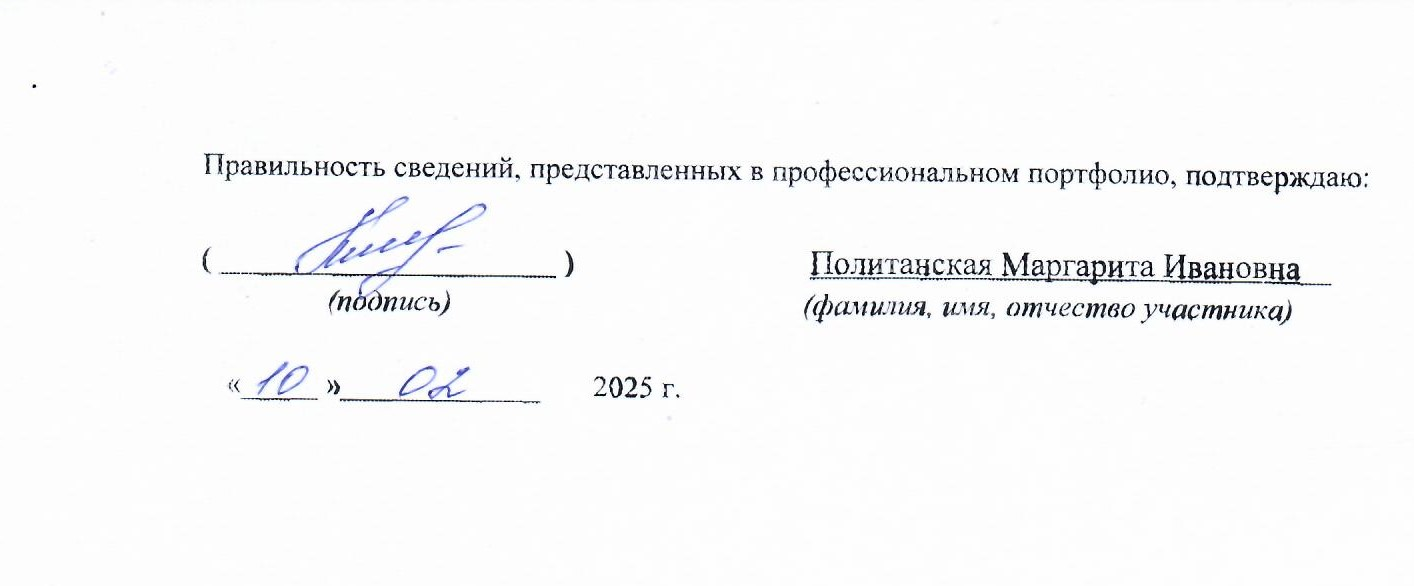 Правильность сведений, представленных в профессиональном портфолио, подтверждаю:
( ) Политанская Маргарита Ивановна
(подпись) (фамилия, имя, отчество участника)
«10 » 02 2025 г.